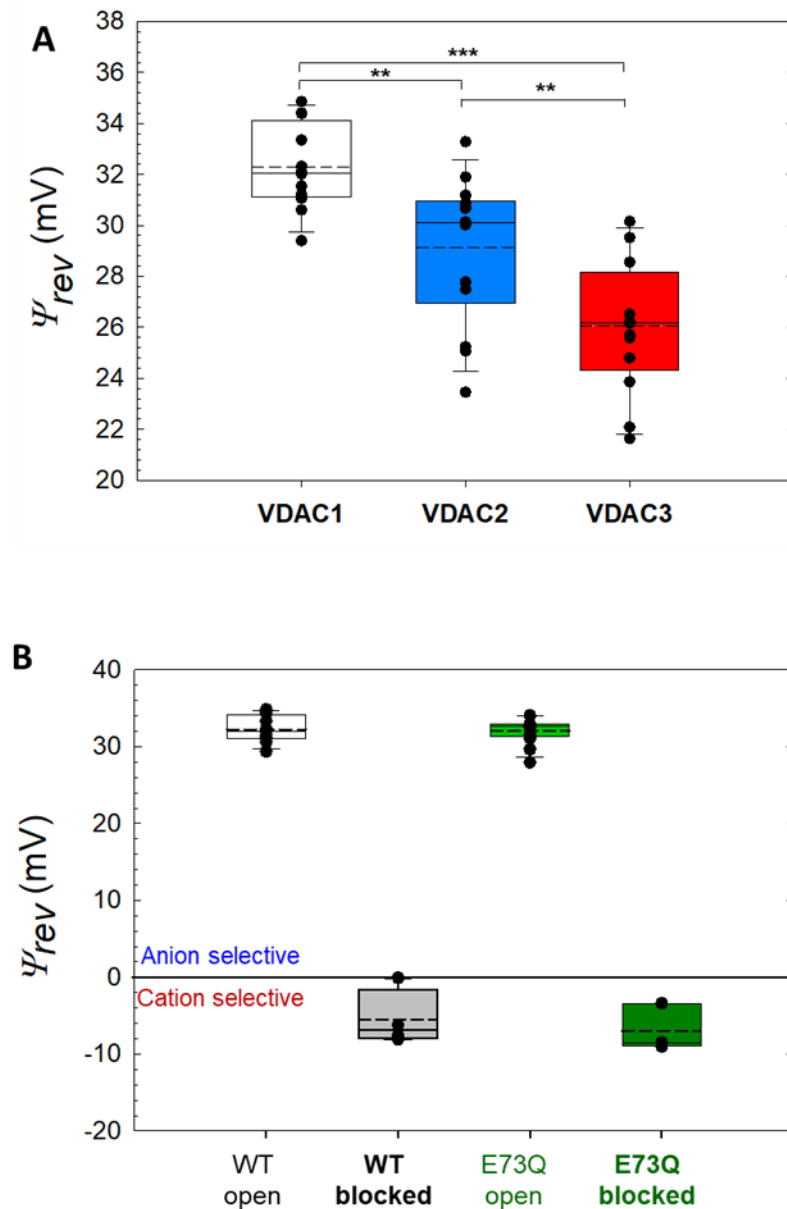 A
38
36
34
32
30
28
26
24
22
20
Ψrev (mV)
***
** **
VDAC1 VDAC2 VDAC3
B
40
30
20
10
0
-10
-20
Ψrev (mV)
Anion selective
Cation selective
WT WT E73Q E73Q
open blocked open blocked